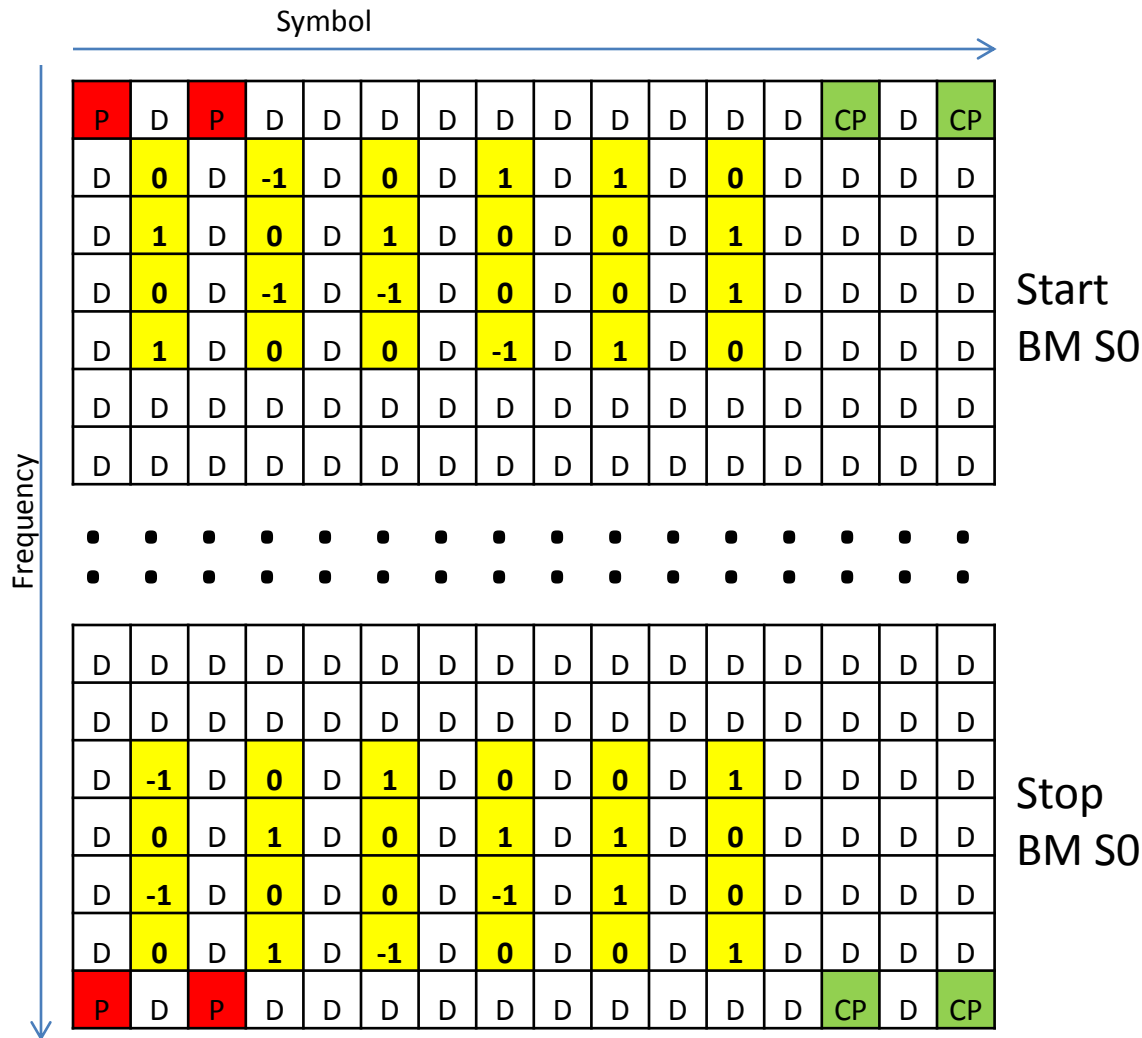 Symbol
P D P D D D D D D D D D D CP D CP
D 0 D -1 D 0 D 1 D 1 D 0 D D D D
D 1 D 0 D 1 D 0 D 0 D 1 D D D D
D 0 D -1 D -1 D 0 D 0 D 1 D D D D
D 1 D 0 D 0 D -1 D 1 D 0 D D D D
D D D D D D D D D D D D D D D D
D D D D D D D D D D D D D D D D
Start
BM S0
Frequency
D D D D D D D D D D D D D D D D
D D D D D D D D D D D D D D D D
D -1 D 0 D 1 D 0 D 0 D 1 D D D D
D 0 D 1 D 0 D 1 D 1 D 0 D D D D
D -1 D 0 D 0 D -1 D 1 D 0 D D D D
D 0 D 1 D -1 D 0 D 0 D 1 D D D D
P D P D D D D D D D D D D CP D CP
Stop
BM S0